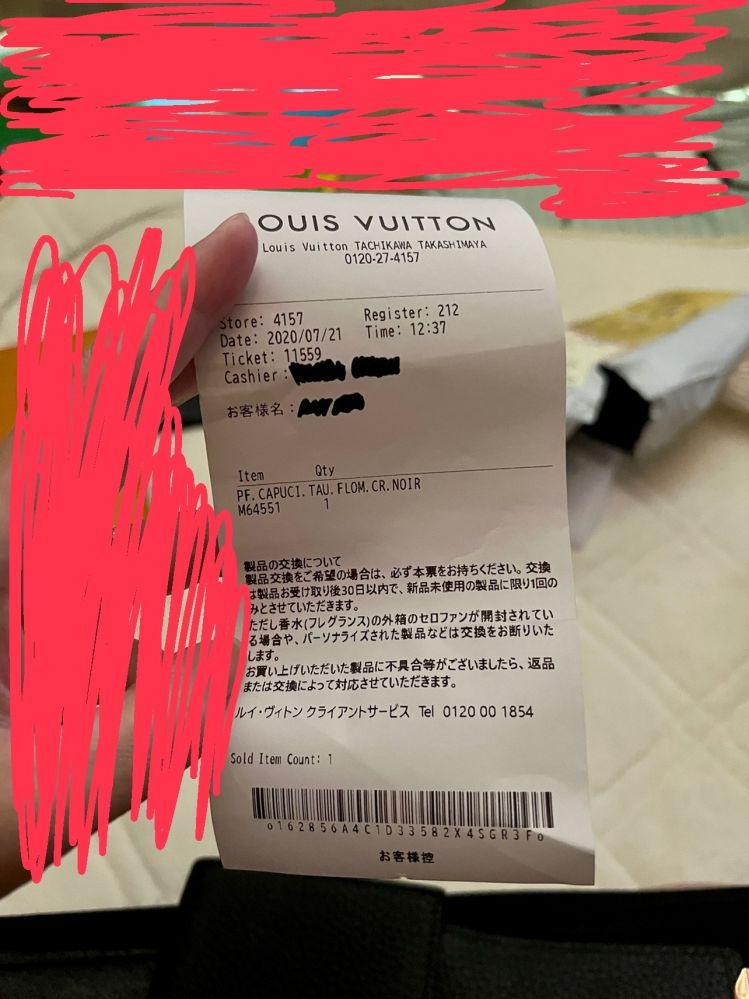 OUIS VUITTON
Louis Vuitton TACHIKAWA TAKASHIMAYA
0120-27-4157
Store: 4157 Register: 212
Date: 2020/07/21 Time: 12:37
Ticket: 11559
Cashier:
お客様名:
Item Qty
PF.CAPUCI.TAU.FLOM.CR.NOIR
M64551 1
製品の交換について
製品交換をご希望の場合は、必ず本票をお持ちください。交換
は製品お受け取り後30日以内で、新品未使用の製品に限り1回の
みとさせていただきます。
ただし香水(フレグランス)の外箱のセロファンが開封されてい
る場合や、パーソナライズされた製品などは交換をお断りいた
します。
お買い上げいただいた製品に不具合等がございましたら、返品
または交換によって対応させていただきます。
ルイ・ヴィトン クライアントサービス Tel 0120 00 1854
Sold Item Count: 1
o162856A4C1D33582X4SGR3Fo
お客様控